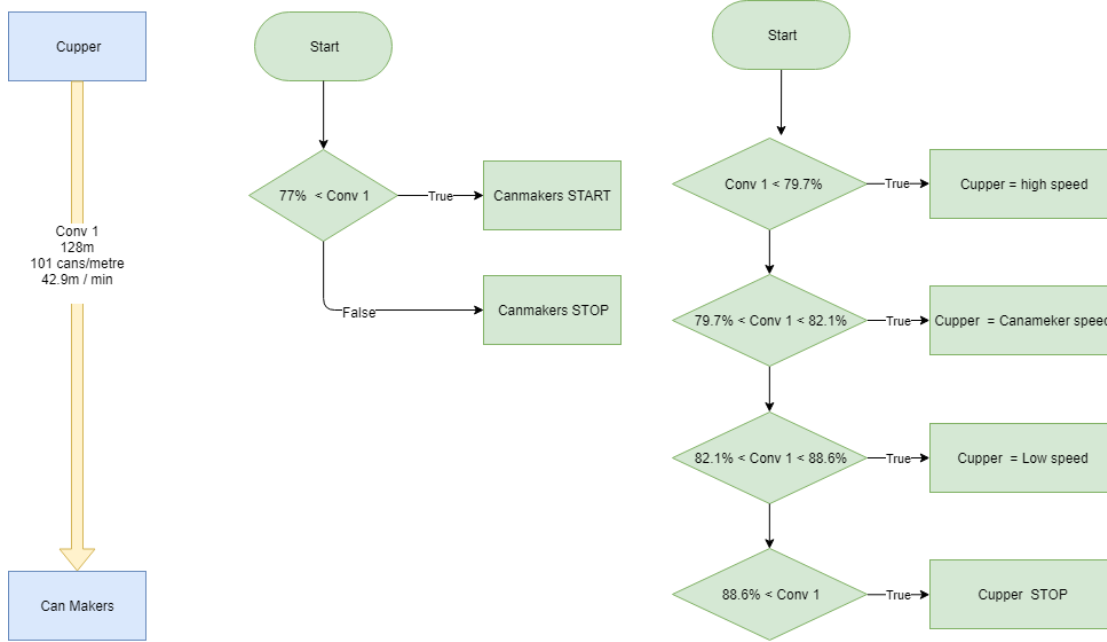 Cupper
Conv 1
128m
101 cans/metre
42.9m / min
Can Makers
Start
77%  < Conv 1
True
Canmakers START
False
Canmakers STOP
Start
Conv 1 < 79.7%
True
Cupper = high speed
79.7% < Conv 1 < 82.1%
True
Cupper  = Canameker speed
82.1% < Conv 1 < 88.6%
True
Cupper  = Low speed
88.6% < Conv 1
True
Cupper  STOP